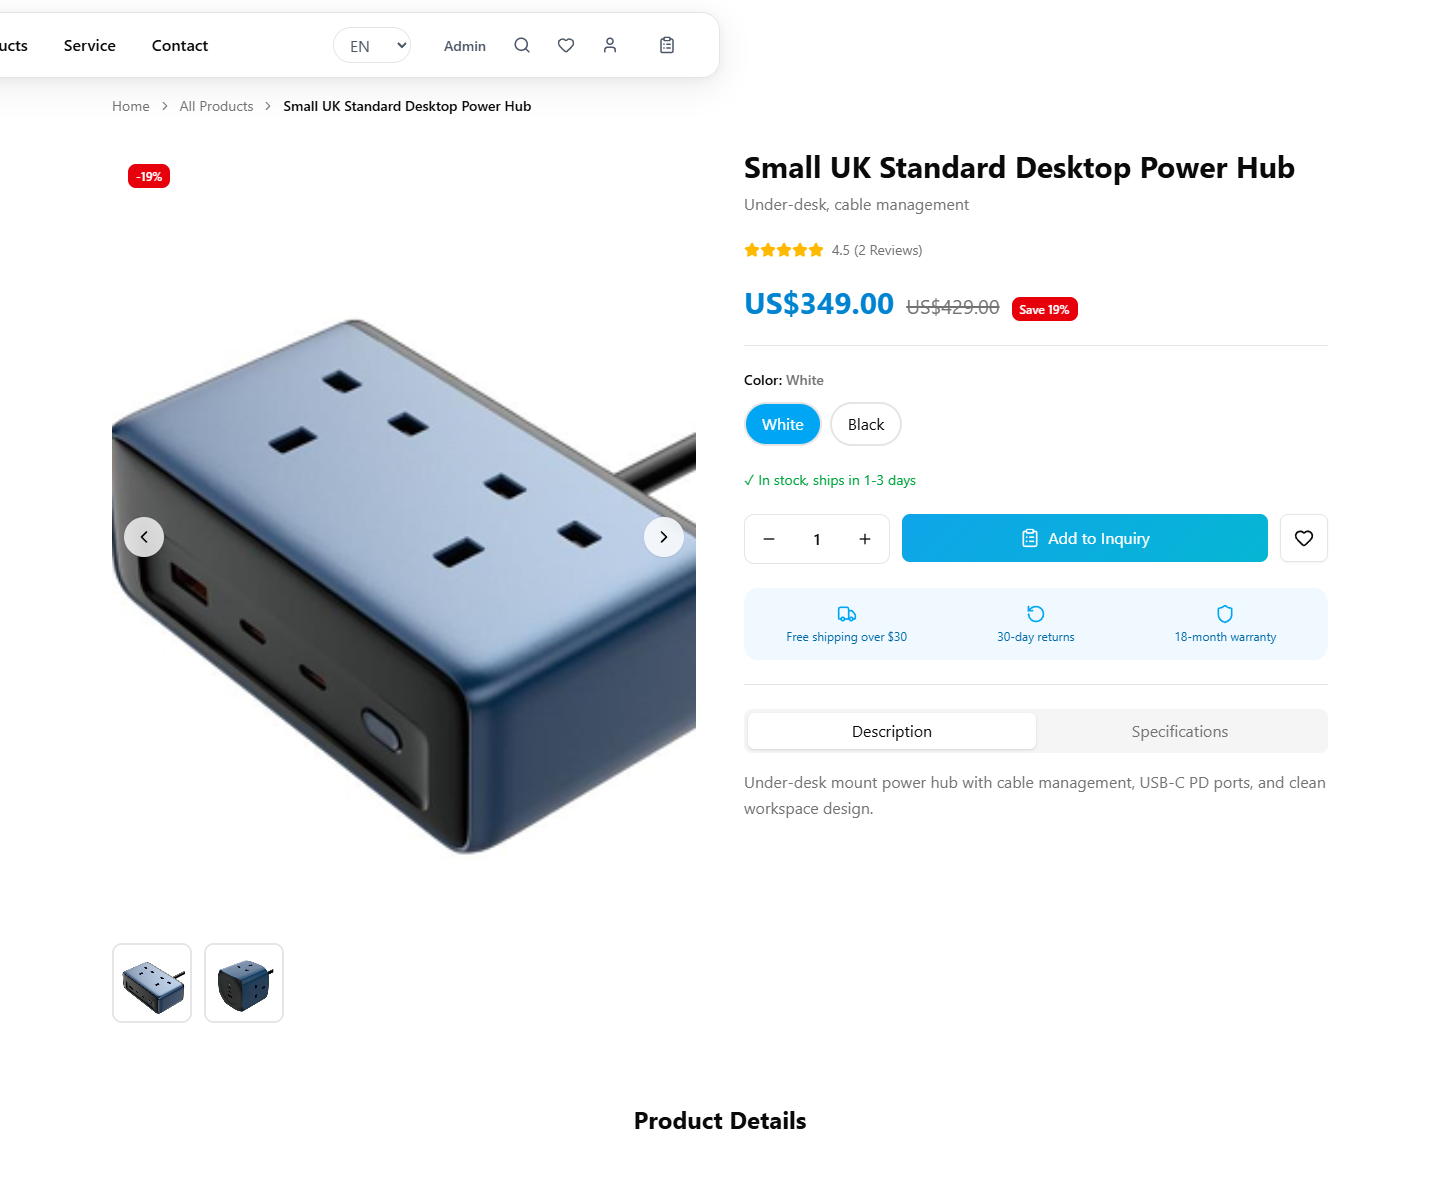 ucts Service Contact EN Admin
Home All Products Small UK Standard Desktop Power Hub
-19%
Small UK Standard Desktop Power Hub
Under-desk, cable management
4.5 (2 Reviews)
US$349.00 US$429.00 Save 19%
Color: White
White Black
✓ In stock, ships in 1-3 days
− 1 + Add to Inquiry
Free shipping over $30 30-day returns 18-month warranty
Description Specifications
Under-desk mount power hub with cable management, USB-C PD ports, and clean
workspace design.
Product Details